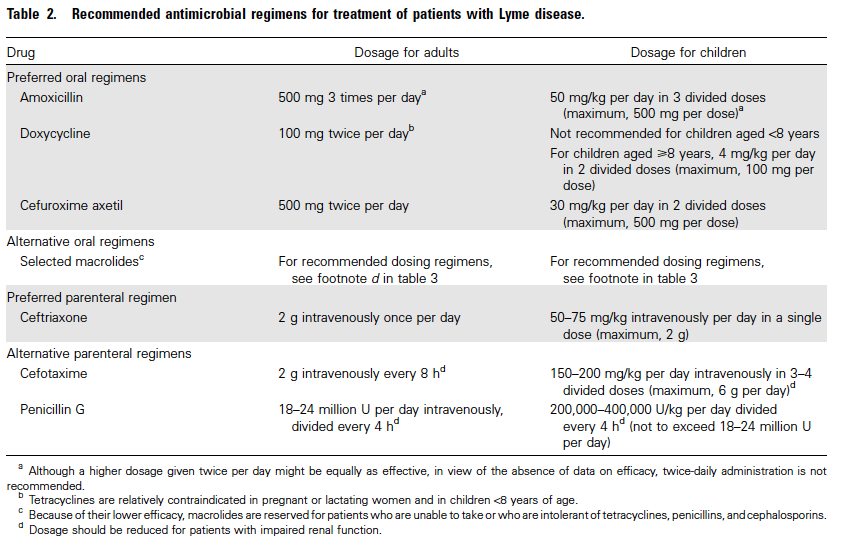 Table 2. Recommended antimicrobial regimens for treatment of patients with Lyme disease.
Drug Dosage for adults Dosage for children
Preferred oral regimens
Amoxicillin 500 mg 3 times per dayᵃ 50 mg/kg per day in 3 divided doses
(maximum, 500 mg per dose)ᵃ
Doxycycline 100 mg twice per dayᵇ Not recommended for children aged <8 years
For children aged ⩾8 years, 4 mg/kg per day
in 2 divided doses (maximum, 100 mg per
dose)
Cefuroxime axetil 500 mg twice per day 30 mg/kg per day in 2 divided doses
(maximum, 500 mg per dose)
Alternative oral regimens
Selected macrolidesᶜ For recommended dosing regimens, For recommended dosing regimens,
see footnote d in table 3 see footnote in table 3
Preferred parenteral regimen
Ceftriaxone 2 g intravenously once per day 50–75 mg/kg intravenously per day in a single
dose (maximum, 2 g)
Alternative parenteral regimens
Cefotaxime 2 g intravenously every 8 hᵈ 150–200 mg/kg per day intravenously in 3–4
divided doses (maximum, 6 g per day)ᵈ
Penicillin G 18–24 million U per day intravenously, 200,000–400,000 U/kg per day divided
divided every 4 hᵈ every 4 hᵈ (not to exceed 18–24 million U
per day)
ᵃ Although a higher dosage given twice per day might be equally as effective, in view of the absence of data on efficacy, twice-daily administration is not
recommended.
ᵇ Tetracyclines are relatively contraindicated in pregnant or lactating women and in children <8 years of age.
ᶜ Because of their lower efficacy, macrolides are reserved for patients who are unable to take or who are intolerant of tetracyclines, penicillins, and cephalosporins.
ᵈ Dosage should be reduced for patients with impaired renal function.